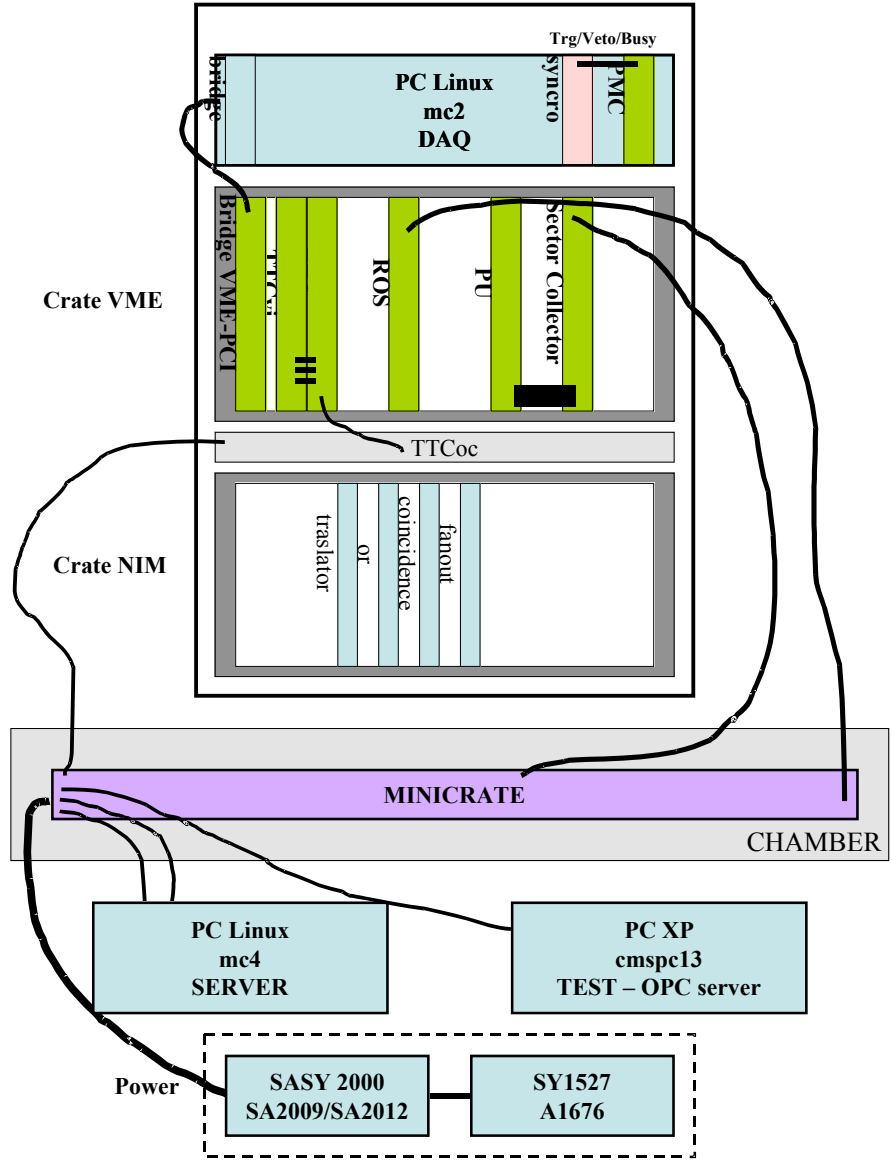 Trg/Veto/Busy
bridge
PC Linux
mc2
DAQ
syncro
PMC
Crate VME
Bridge VME-PCI
TTCvi
ROS
PU
Sector Collector
TTCoc
Crate NIM
traslator
or
coincidence
fanout
MINICRATE
CHAMBER
PC Linux
mc4
SERVER
PC XP
cmspc13
TEST – OPC server
Power
SASY 2000
SA2009/SA2012
SY1527
A1676